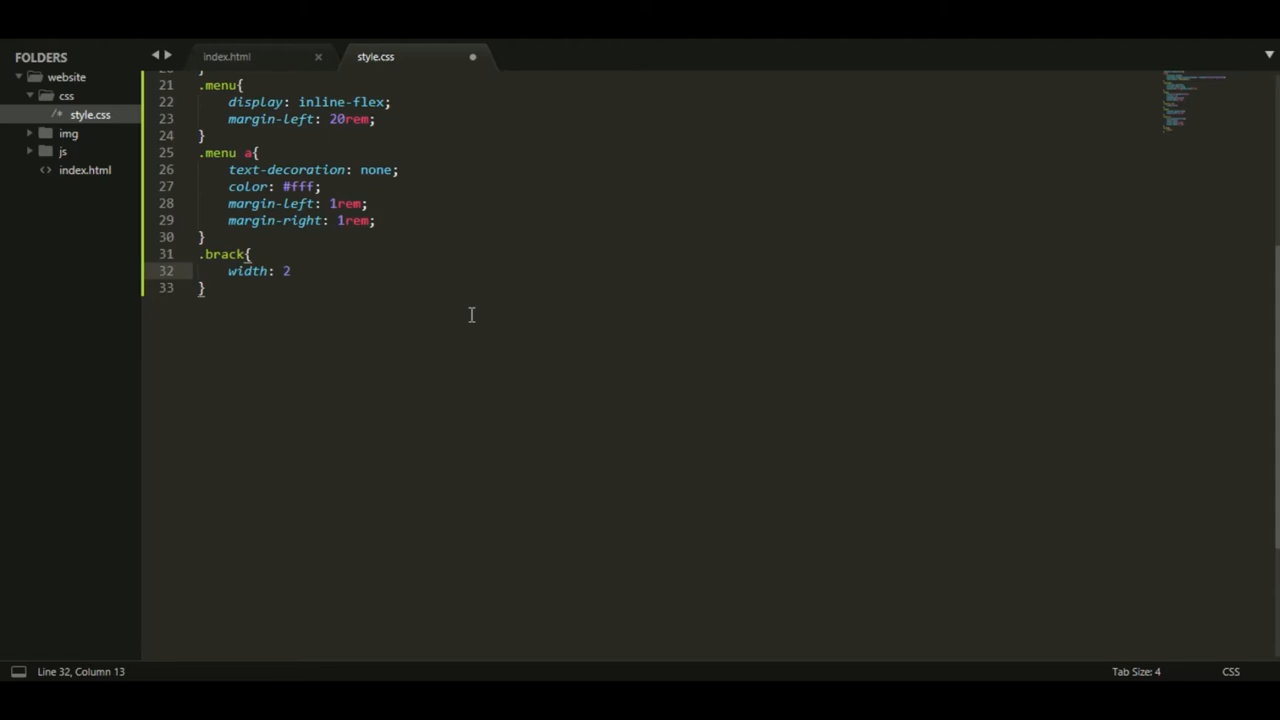 FOLDERS
website
css
/* style.css
img
js
<> index.html
index.html ×
style.css
20 }
21 .menu{
22 display: inline-flex;
23 margin-left: 20rem;
24 }
25 .menu a{
26 text-decoration: none;
27 color: #fff;
28 margin-left: 1rem;
29 margin-right: 1rem;
30 }
31 .brack{
32 width: 2
33 }
Line 32, Column 13
Tab Size: 4
CSS